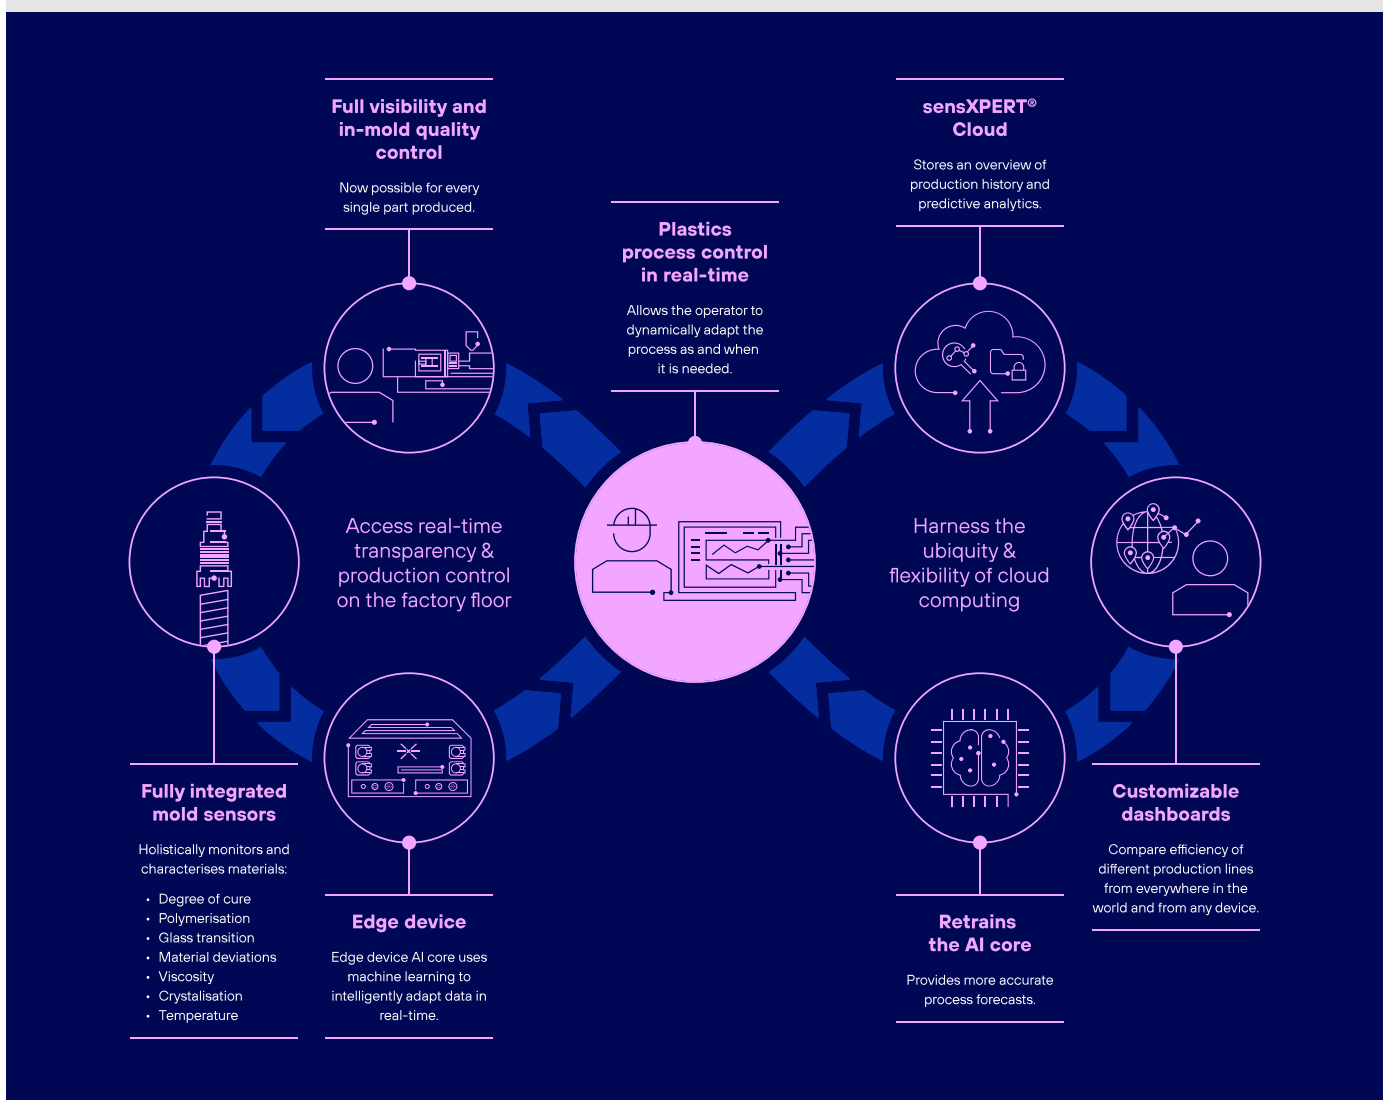 Full visibility and
in-mold quality
control
Now possible for every
single part produced.
sensXPERT®
Cloud
Stores an overview of
production history and
predictive analytics.
Plastics
process control
in real-time
Allows the operator to
dynamically adapt the
process as and when
it is needed.
Access real-time
transparency &
production control
on the factory floor
Harness the
ubiquity &
flexibility of cloud
computing
Fully integrated
mold sensors
Holistically monitors and
characterises materials:
• Degree of cure
• Polymerisation
• Glass transition
• Material deviations
• Viscosity
• Crystalisation
• Temperature
Edge device
Edge device AI core uses
machine learning to
intelligently adapt data in
real-time.
Retrains
the AI core
Provides more accurate
process forecasts.
Customizable
dashboards
Compare efficiency of
different production lines
from everywhere in the
world and from any device.